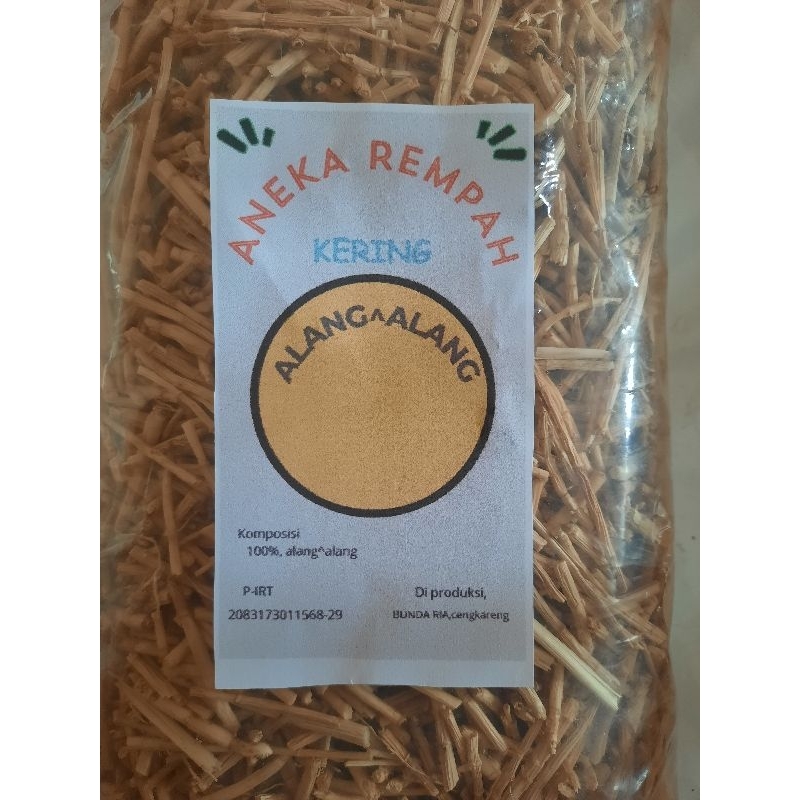 ANEKA REMPAH
KERING
ALANG^ALANG
Komposisi
100%, alang^alang
P-IRT
2083173011568-29
Di produksi,
BUNDA RIA,cengkareng